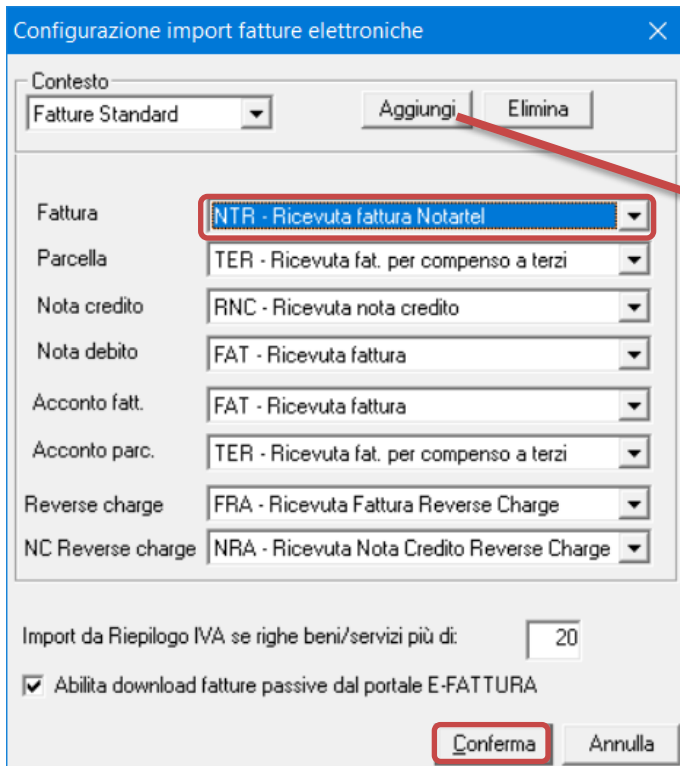 Configurazione import fatture elettroniche
Contesto
Fatture Standard
Aggiungi
Elimina
Fattura
NTR - Ricevuta fattura Notartel
Parcella
TER - Ricevuta fat. per compenso a terzi
Nota credito
RNC - Ricevuta nota credito
Nota debito
FAT - Ricevuta fattura
Acconto fatt.
FAT - Ricevuta fattura
Acconto parc.
TER - Ricevuta fat. per compenso a terzi
Reverse charge
FRA - Ricevuta Fattura Reverse Charge
NC Reverse charge
NRA - Ricevuta Nota Credito Reverse Charge
Import da Riepilogo IVA se righe beni/servizi più di:
20
Abilita download fatture passive dal portale E-FATTURA
Conferma
Annulla